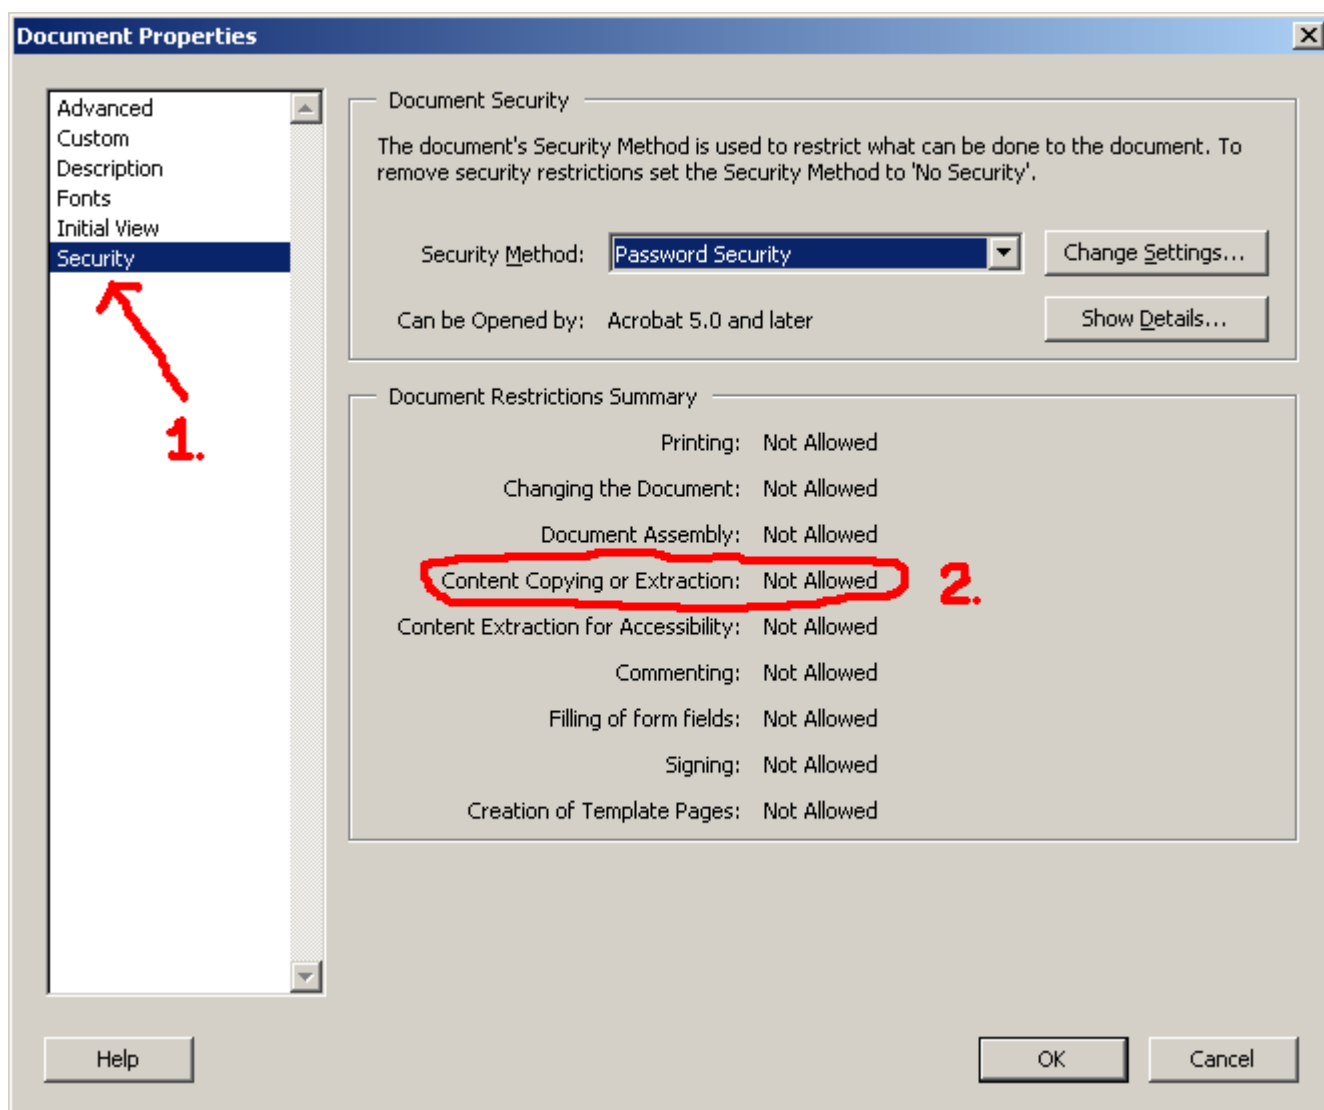 Document Properties
Advanced
Custom
Description
Fonts
Initial View
Security
1.
Document Security
The document's Security Method is used to restrict what can be done to the document. To
remove security restrictions set the Security Method to 'No Security'.
Security Method: Password Security Change Settings...
Can be Opened by: Acrobat 5.0 and later Show Details...
Document Restrictions Summary
Printing: Not Allowed
Changing the Document: Not Allowed
Document Assembly: Not Allowed
Content Copying or Extraction: Not Allowed 2.
Content Extraction for Accessibility: Not Allowed
Commenting: Not Allowed
Filling of form fields: Not Allowed
Signing: Not Allowed
Creation of Template Pages: Not Allowed
Help OK Cancel